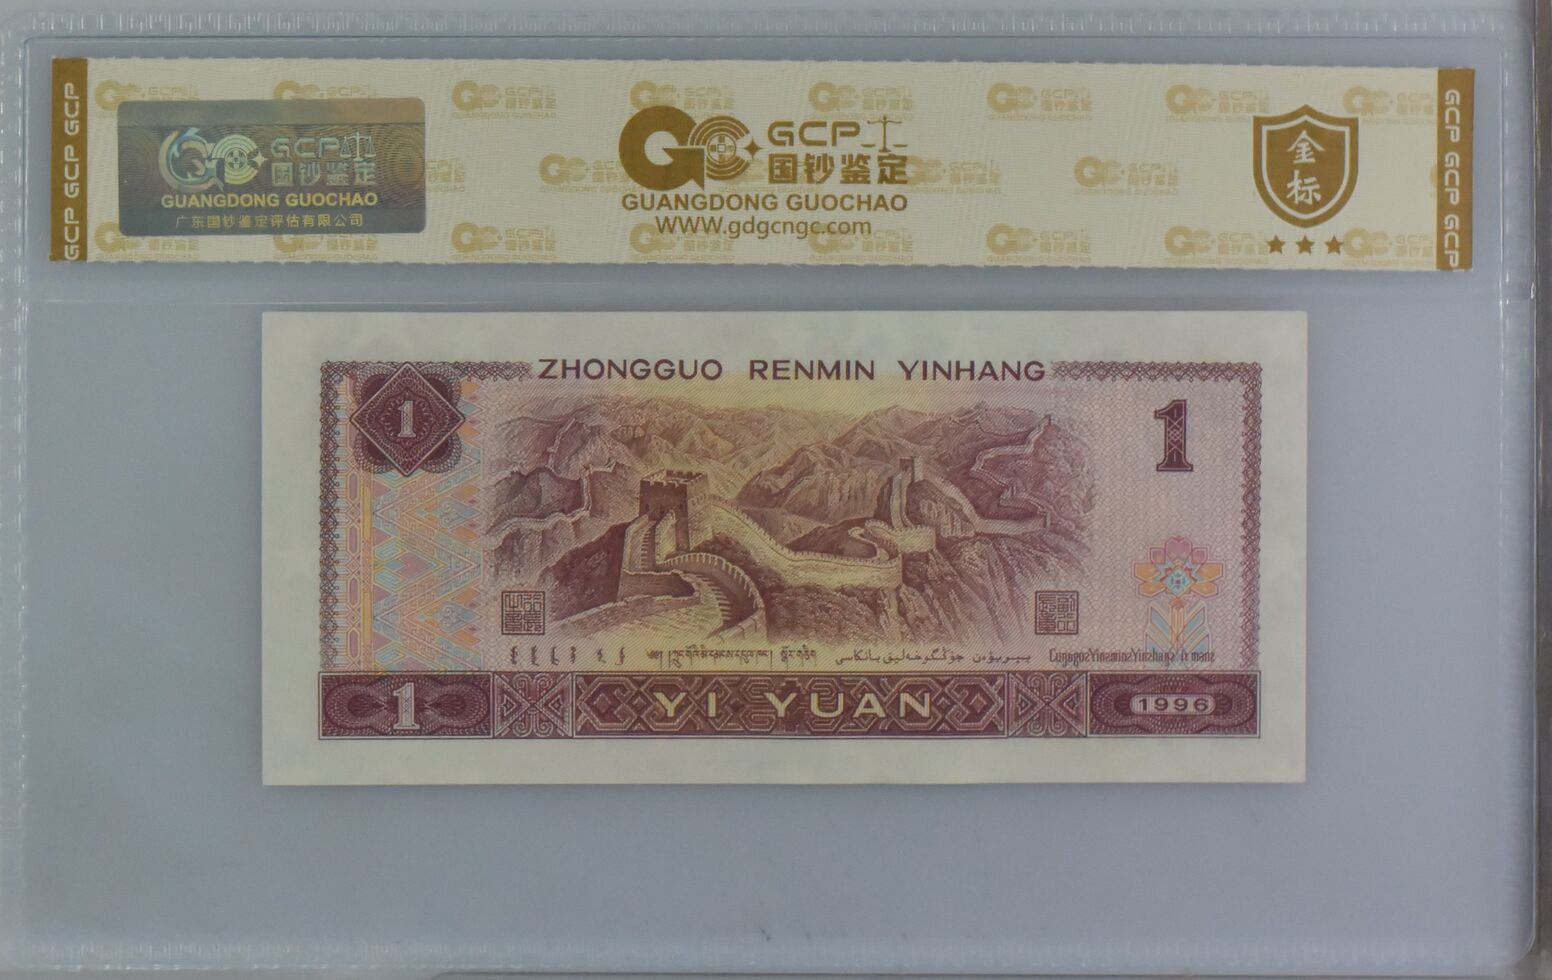 GCP GCP GCP
GCP
国钞鉴定
GUANGDONG GUOCHAO
广东国钞鉴定评估有限公司
GCP
国钞鉴定
GUANGDONG GUOCHAO
WWW.gdgcngc.com
金标
GCP GCP GCP
ZHONGGUO RENMIN YINHANG
1
1
1
YI YUAN
1996